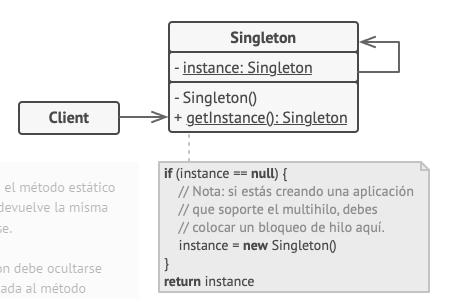 Singleton
- instance: Singleton
- Singleton()
+ getInstance(): Singleton
Client
el método estático
devuelve la misma
se.
debe ocultarse
al método
if (instance == null) {
// Nota: si estás creando una aplicación
// que soporte el multihilo, debes
// colocar un bloqueo de hilo aquí.
instance = new Singleton()
}
return instance